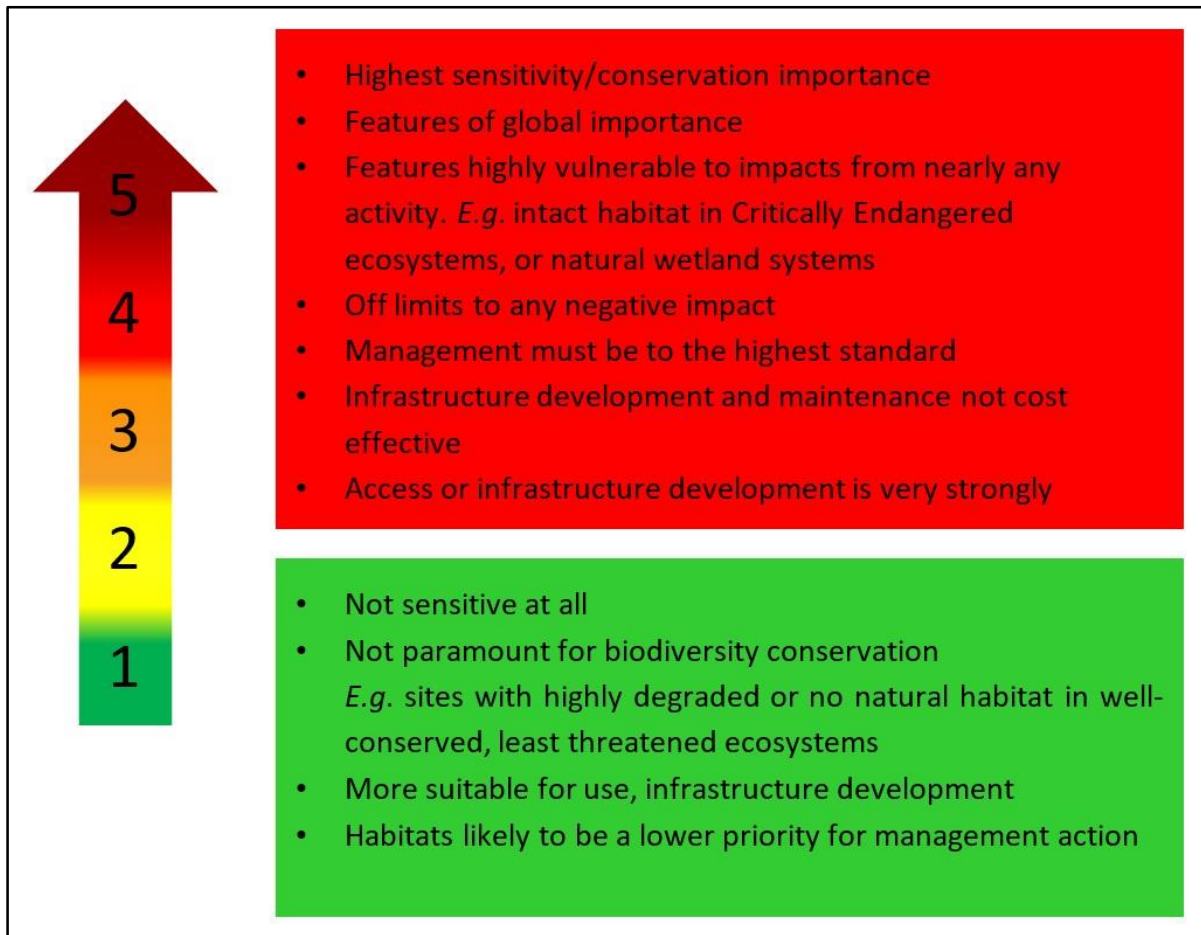 5
4
3
2
1
• Highest sensitivity/conservation importance
• Features of global importance
• Features highly vulnerable to impacts from nearly any
activity. E.g. intact habitat in Critically Endangered
ecosystems, or natural wetland systems
• Off limits to any negative impact
• Management must be to the highest standard
• Infrastructure development and maintenance not cost
effective
• Access or infrastructure development is very strongly
• Not sensitive at all
• Not paramount for biodiversity conservation
E.g. sites with highly degraded or no natural habitat in well-
conserved, least threatened ecosystems
• More suitable for use, infrastructure development
• Habitats likely to be a lower priority for management action